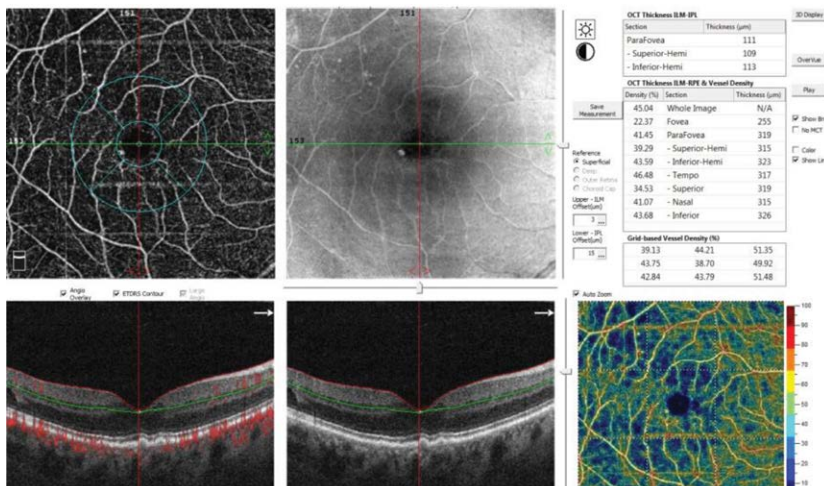 151
153
151
153
Save
Measurement
Reference
Superficial
Deep
Outer Retina
Choroid Cap
Upper - ILM
Offset(um)
3 ...
Lower - IPL
Offset(um)
15 ...
OCT Thickness ILM-IPL
Section Thickness (µm)
ParaFovea 111
- Superior-Hemi 109
- Inferior-Hemi 113
OCT Thickness ILM-RPE & Vessel Density
Density (%) Section Thickness (µm)
45.04 Whole Image N/A
22.37 Fovea 255
41.45 ParaFovea 319
39.29 - Superior-Hemi 315
43.59 - Inferior-Hemi 323
46.48 - Tempo 317
34.53 - Superior 319
41.07 - Nasal 315
43.68 - Inferior 326
Grid-based Vessel Density (%)
39.13 44.21 51.35
43.75 38.70 49.92
42.84 43.79 51.48
3D Display
OverVue
Play
Show
No MCT
Color
Show
Angio
Overlay
ETDRS Contour
Large
Angio
Auto Zoom
100
90
80
70
60
50
40
30
20
10